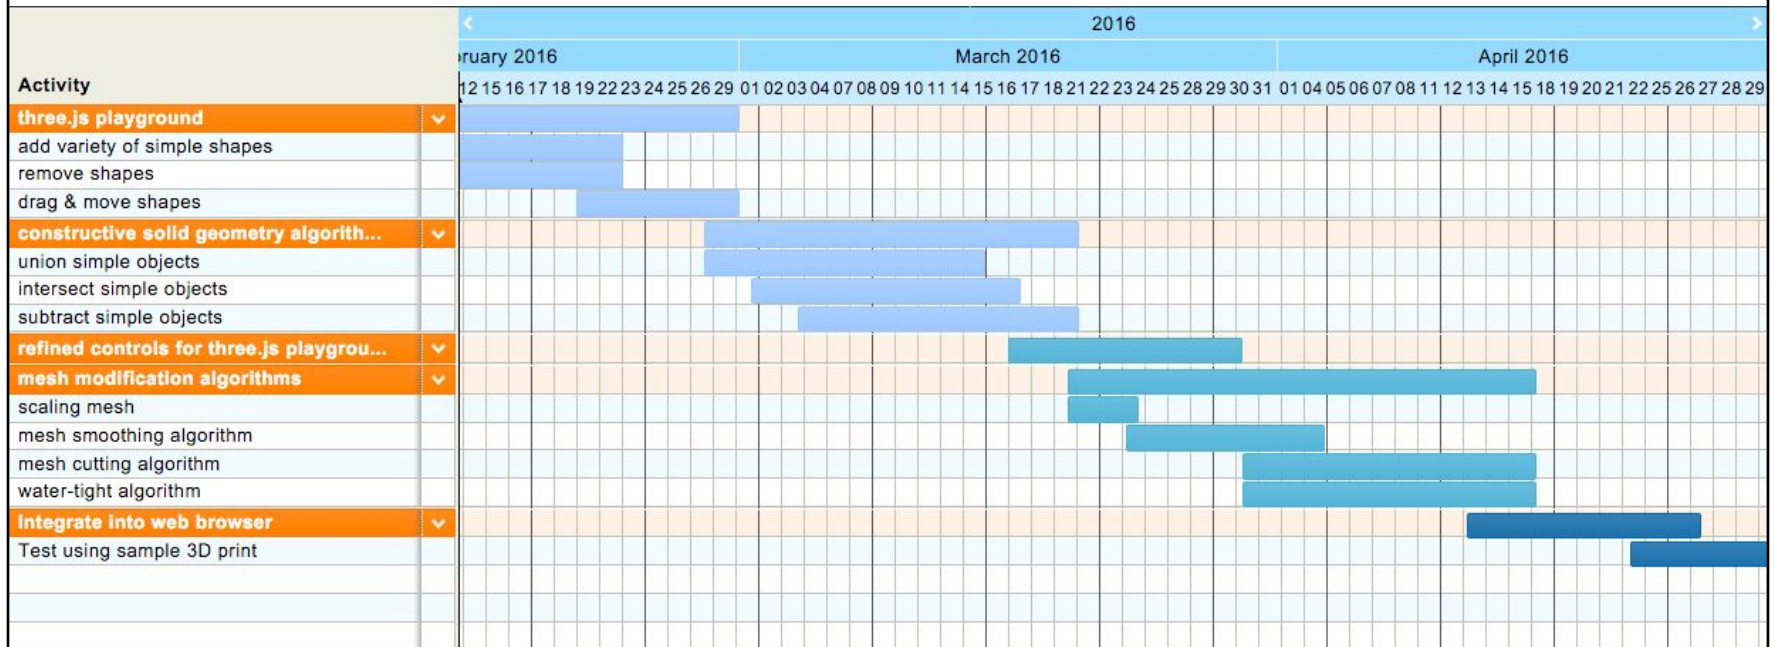 2016
ruary 2016 March 2016 April 2016
Activity
12 15 16 17 18 19 22 23 24 25 26 29 01 02 03 04 07 08 09 10 11 14 15 16 17 18 21 22 23 24 25 28 29 30 31 01 04 05 06 07 08 11 12 13 14 15 18 19 20 21 22 25 26 27 28 29
three.js playground
add variety of simple shapes
remove shapes
drag & move shapes
constructive solid geometry algorith...
union simple objects
intersect simple objects
subtract simple objects
refined controls for three.js playgrou...
mesh modification algorithms
scaling mesh
mesh smoothing algorithm
mesh cutting algorithm
water-tight algorithm
Integrate into web browser
Test using sample 3D print